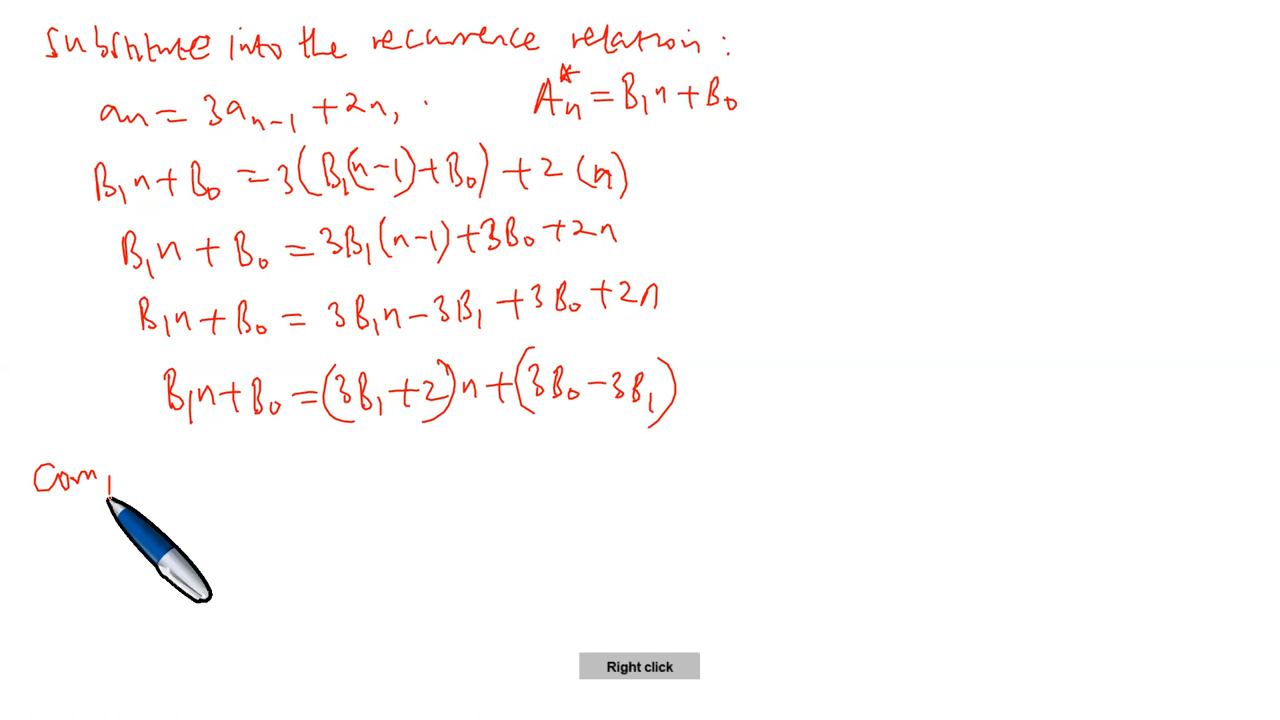 Substitute into the recurrence relation:
aₙ = 3aₙ₋₁ + 2n, .
Aₙ* = B₁n + B₀
B₁n + B₀ = 3(B₁(n-1) + B₀) + 2(n)
B₁n + B₀ = 3B₁(n-1) + 3B₀ + 2n
B₁n + B₀ = 3B₁n - 3B₁ + 3B₀ + 2n
B₁n + B₀ = (3B₁ + 2)n + (3B₀ - 3B₁)
Com
Right click